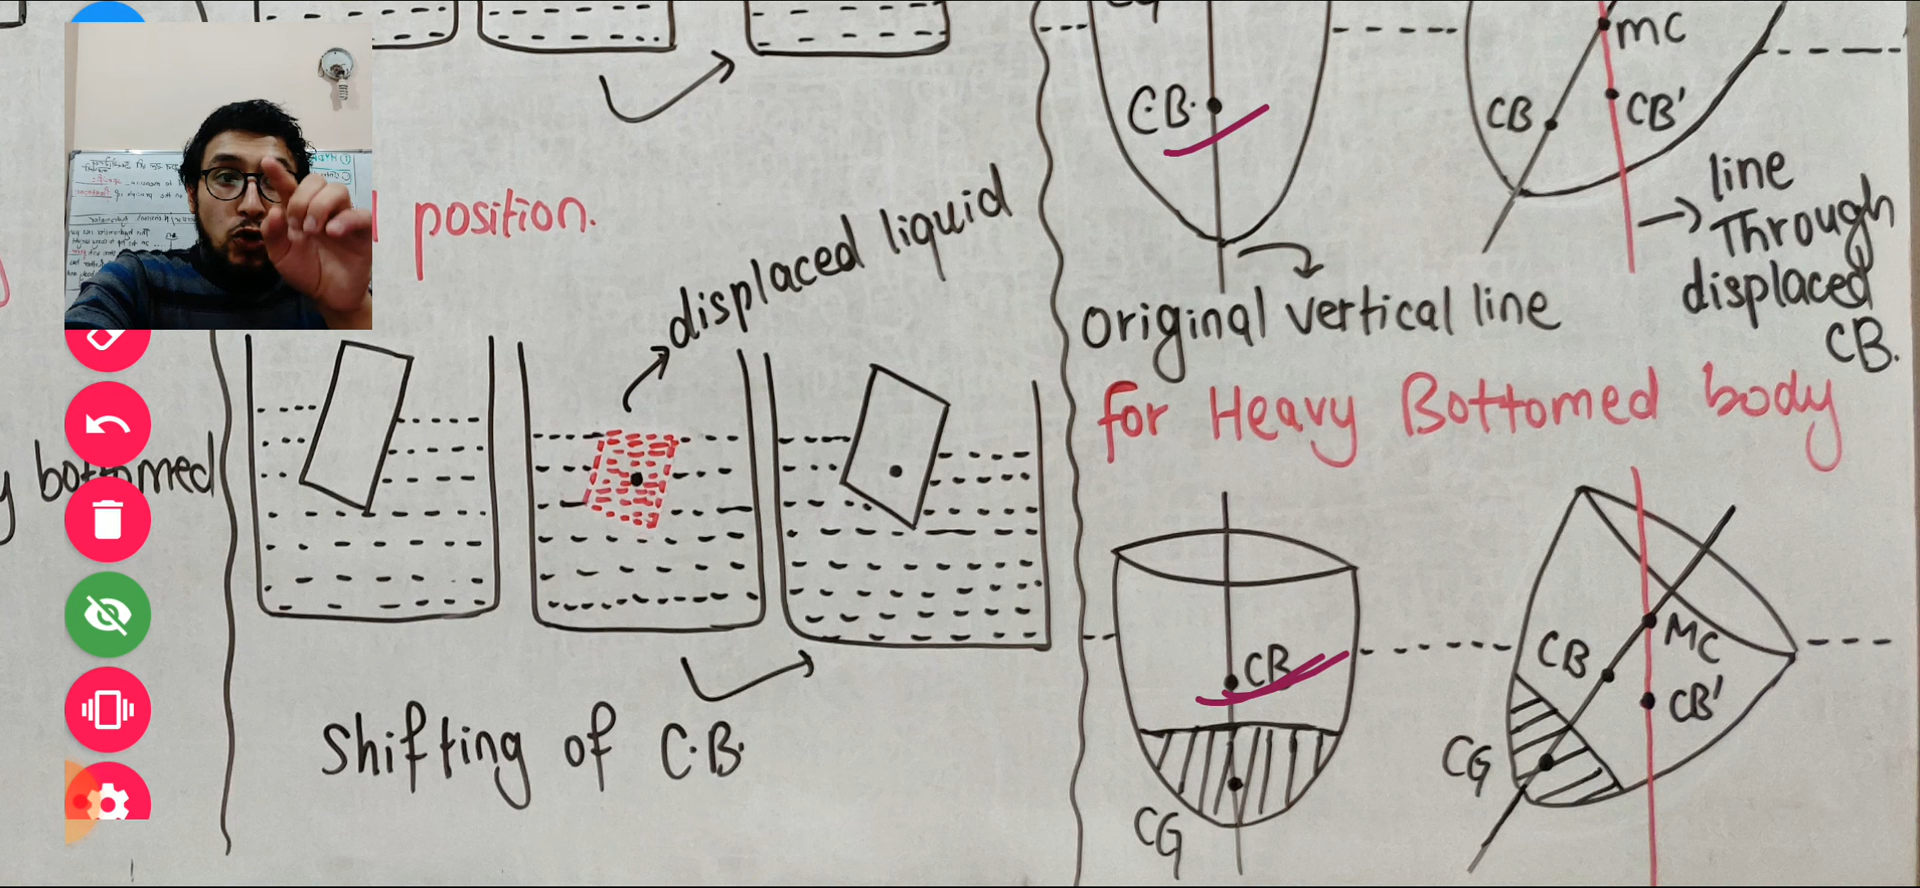 CB
MC
CB
CB'
C.B.
line
Through
displaced
CB.
position.
displaced liquid
original vertical line
for Heavy Bottomed body
bottomed
CB
MC
CB
CB'
CG
CG
Shifting of C.B.